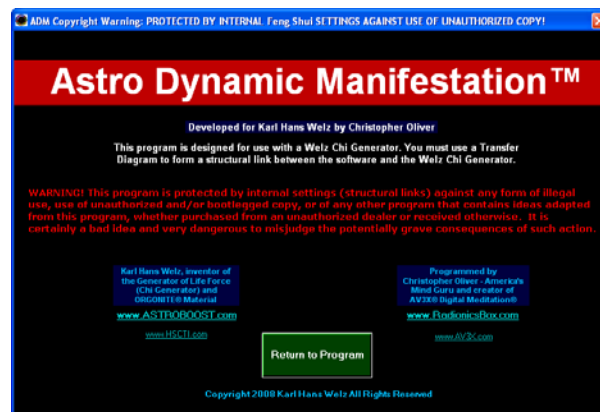 ADM Copyright Warning: PROTECTED BY INTERNAL Feng Shui SETTINGS AGAINST USE OF UNAUTHORIZED COPY!
Astro Dynamic Manifestation™
Developed for Karl Hans Welz by Christopher Oliver
This program is designed for use with a Welz Chi Generator. You must use a Transfer
Diagram to form a structural link between the software and the Welz Chi Generator.
WARNING! This program is protected by internal settings (structural links) against any form of illegal
use, use of unauthorized and/or bootlegged copy, or of any other program that contains ideas adapted
from this program, whether purchased from an unauthorized dealer or received otherwise. It is
certainly a bad idea and very dangerous to misjudge the potentially grave consequences of such action.
Karl Hans Welz, inventor of
the Generator of Life Force
(Chi Generator) and
ORGONITE® Material
www.ASTROBOOST.com
www.HSCTI.com
Programmed by
Christopher Oliver - America's
Mind Guru and creator of
AV3X® Digital Meditation®
www.RadionicsBox.com
www.AV3X.com
Return to Program
Copyright 2008 Karl Hans Welz All Rights Reserved